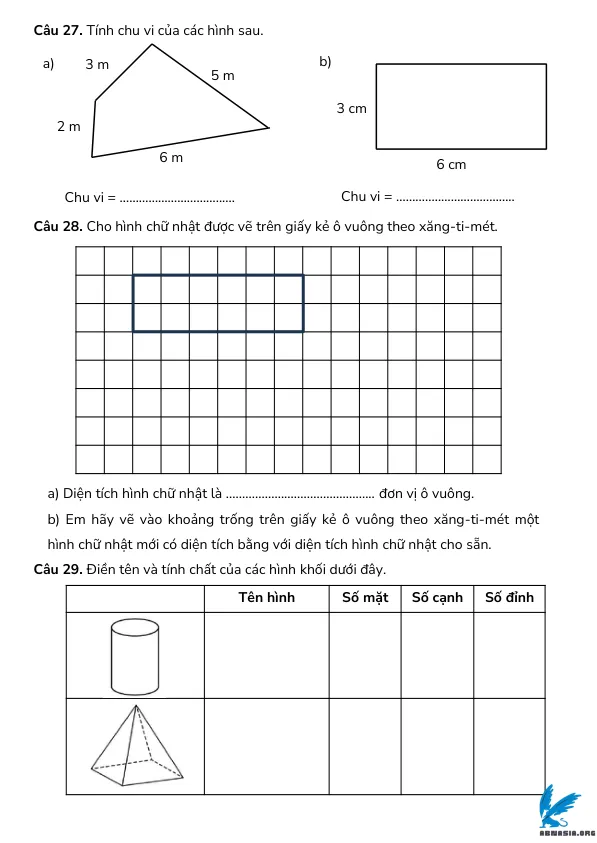 Câu 27. Tính chu vi của các hình sau.
a)
3 m
5 m
2 m
6 m
b)
3 cm
6 cm
Chu vi = ....................................
Chu vi = ....................................
Câu 28. Cho hình chữ nhật được vẽ trên giấy kẻ ô vuông theo xăng-ti-mét.
a) Diện tích hình chữ nhật là .............................................. đơn vị ô vuông.
b) Em hãy vẽ vào khoảng trống trên giấy kẻ ô vuông theo xăng-ti-mét một
hình chữ nhật mới có diện tích bằng với diện tích hình chữ nhật cho sẵn.
Câu 29. Điền tên và tính chất của các hình khối dưới đây.
Tên hình Số mặt Số cạnh Số đỉnh
ABNASIA.ORG